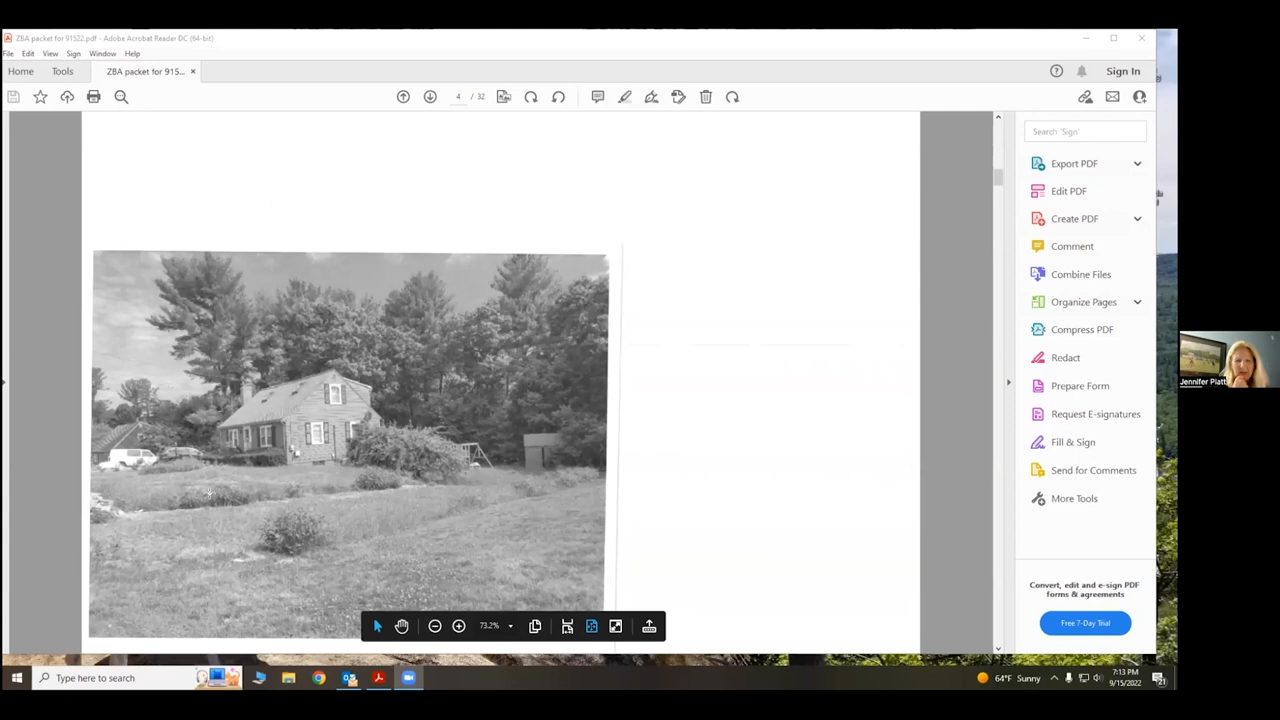 ZBA packet for 91522.pdf - Adobe Acrobat Reader DC (64-bit)
File Edit View Sign Window Help
Home Tools ZBA packet for 915... ×
Sign In
4 / 32
Search 'Sign'
Export PDF
Edit PDF
Create PDF
Comment
Combine Files
Organize Pages
Compress PDF
Redact
Prepare Form
Request E-signatures
Fill & Sign
Send for Comments
More Tools
Convert, edit and e-sign PDF
forms & agreements
Free 7-Day Trial
73.2%
Jennifer Platt
Type here to search
64°F Sunny
7:13 PM
9/15/2022
21